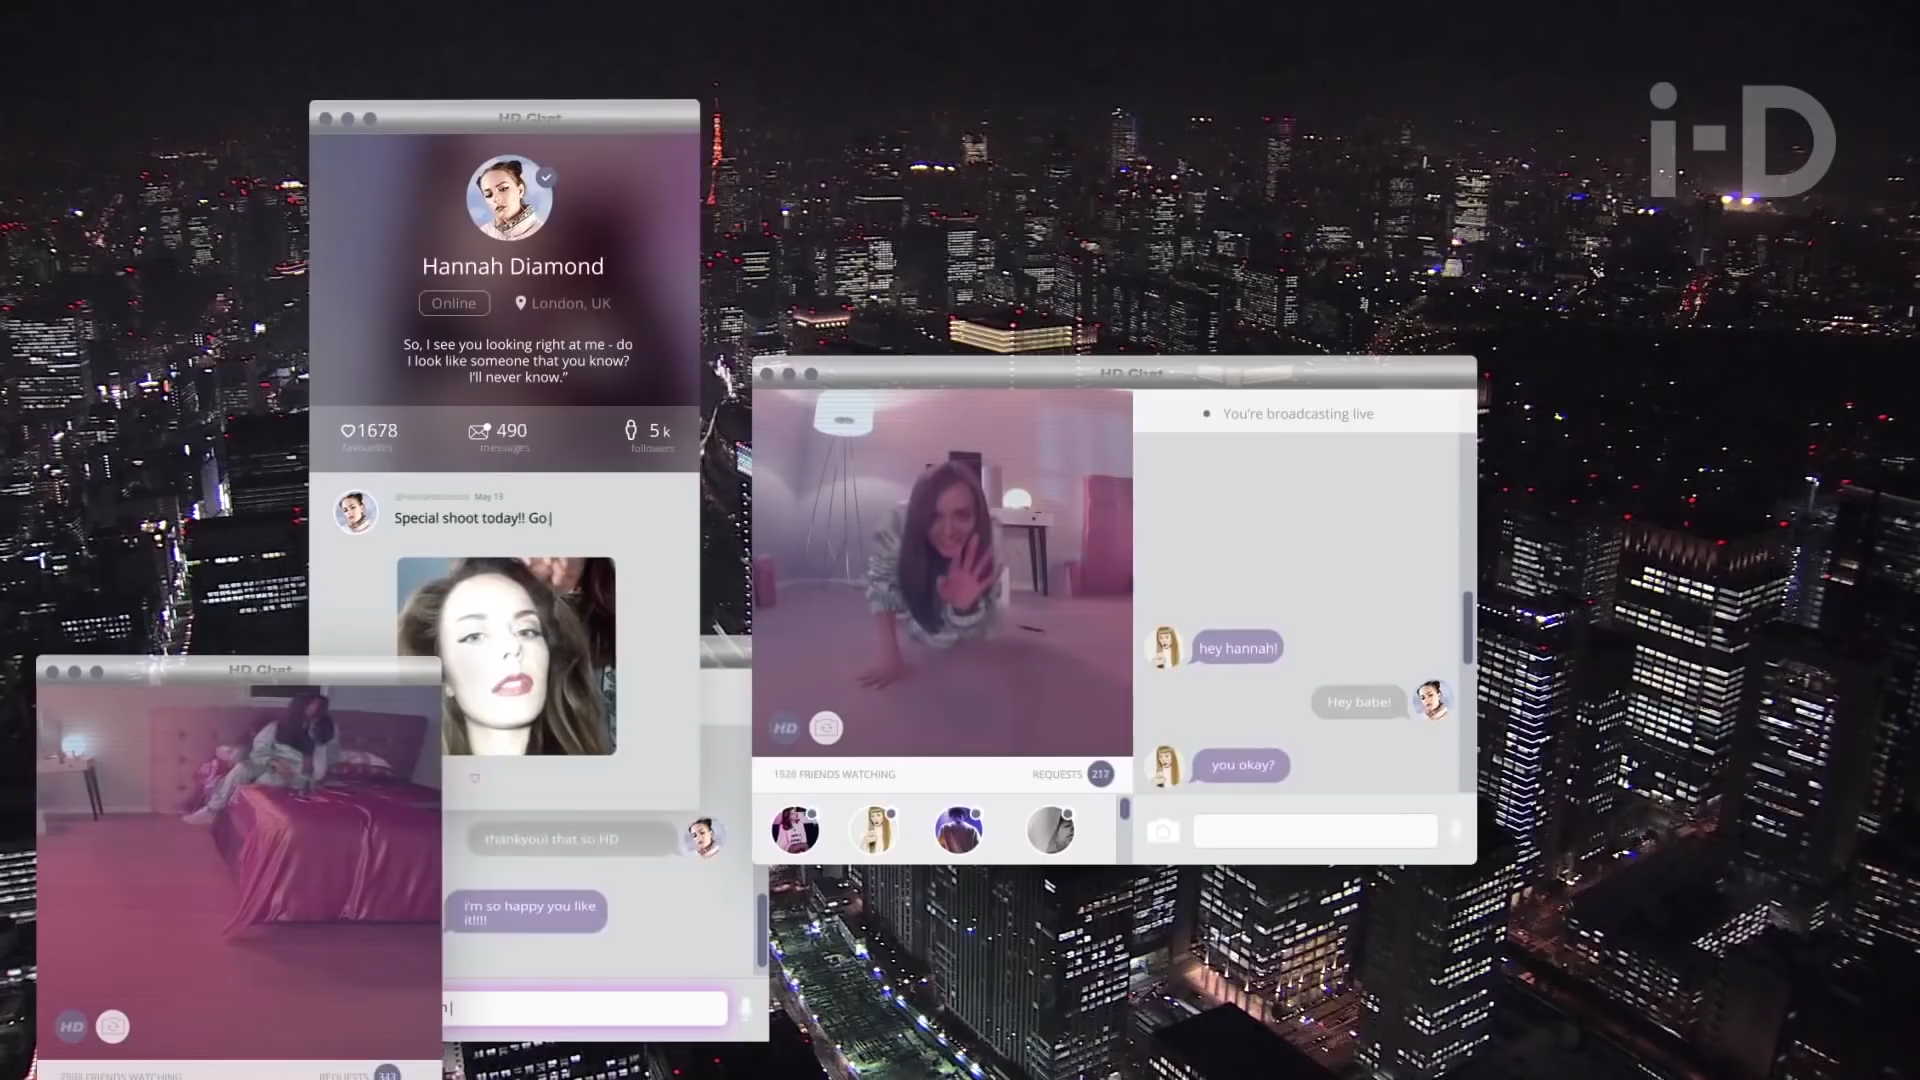 i-D
HD Chat
Hannah Diamond
Online
London, UK
So, I see you looking right at me - do
I look like someone that you know?
I'll never know."
1678
favourites
490
messages
5 k
followers
May 13
Special shoot today!! Go
HD Chat
You're broadcasting live
hey hannah!
Hey babe!
you okay?
HD
1528 FRIENDS WATCHING
REQUESTS 217
HD Chat
thankyou! that so HD
i'm so happy you like
it!!!!
HD
FRIENDS WATCHING
REQUESTS 343